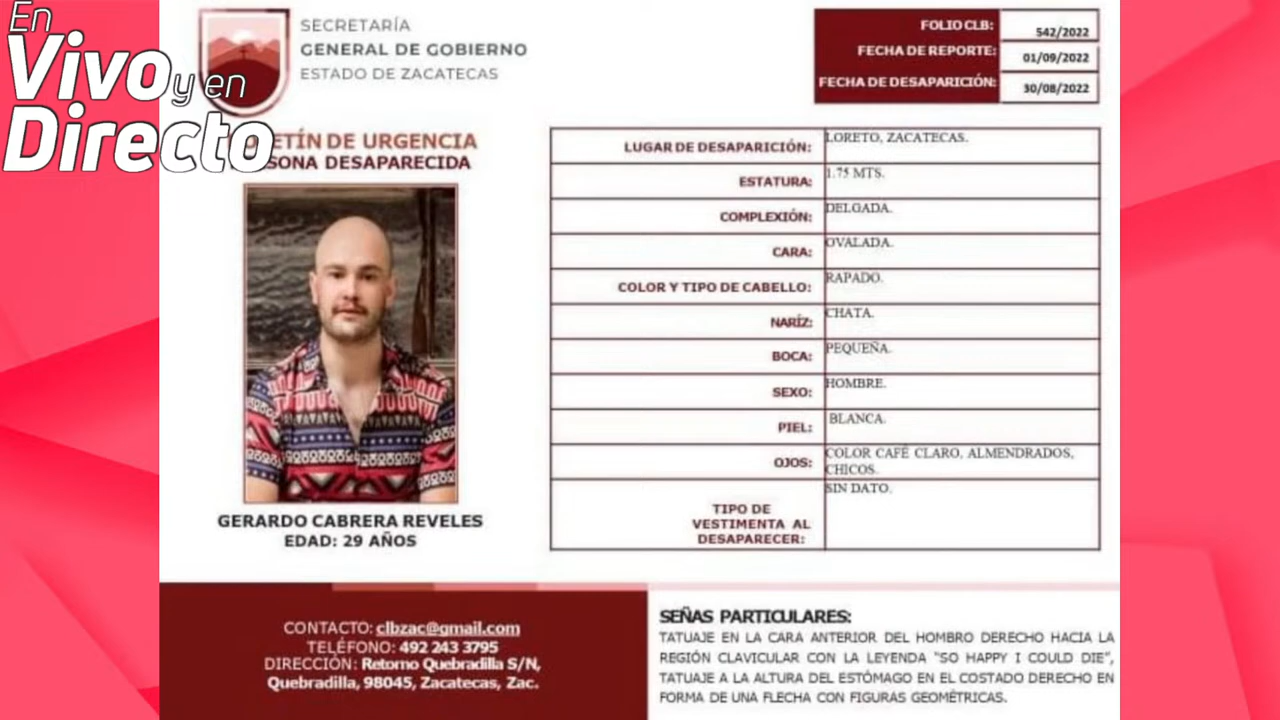 En
Vivo y en
Directo
SECRETARÍA
GENERAL DE GOBIERNO
ESTADO DE ZACATECAS
FOLIO CLB: 542/2022
FECHA DE REPORTE: 01/09/2022
FECHA DE DESAPARICIÓN: 30/08/2022
ETÍN DE URGENCIA
SONA DESAPARECIDA
GERARDO CABRERA REVELES
EDAD: 29 AÑOS
LUGAR DE DESAPARICIÓN: LORETO, ZACATECAS.
ESTATURA: 1.75 MTS.
COMPLEXIÓN: DELGADA.
CARA: OVALADA.
COLOR Y TIPO DE CABELLO: RAPADO.
NARÍZ: CHATA.
BOCA: PEQUEÑA.
SEXO: HOMBRE.
PIEL: BLANCA.
OJOS: COLOR CAFÉ CLARO, ALMENDRADOS,
CHICOS.
TIPO DE
VESTIMENTA AL
DESAPARECER:
SIN DATO.
CONTACTO: clbzac@gmail.com
TELÉFONO: 492 243 3795
DIRECCIÓN: Retorno Quebradilla S/N,
Quebradilla, 98045, Zacatecas, Zac.
SEÑAS PARTICULARES:
TATUAJE EN LA CARA ANTERIOR DEL HOMBRO DERECHO HACIA LA
REGIÓN CLAVICULAR CON LA LEYENDA "SO HAPPY I COULD DIE",
TATUAJE A LA ALTURA DEL ESTÓMAGO EN EL COSTADO DERECHO EN
FORMA DE UNA FLECHA CON FIGURAS GEOMÉTRICAS.